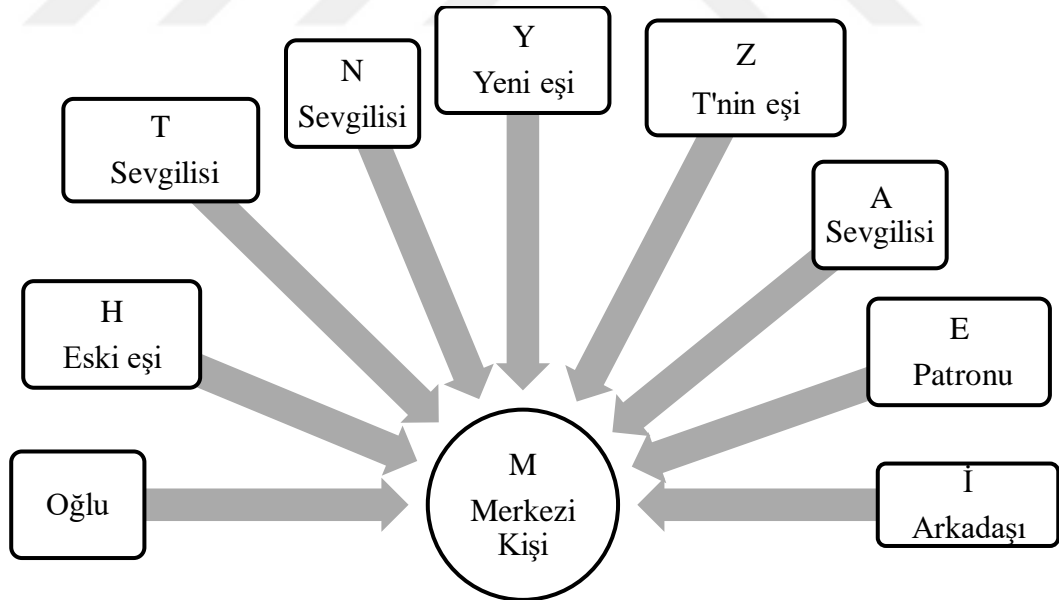 Y
Yeni eşi
Z
T'nin eşi
N
Sevgilisi
T
Sevgilisi
A
Sevgilisi
H
Eski eşi
E
Patronu
Oğlu
M
Merkezi
Kişi
İ
Arkadaşı